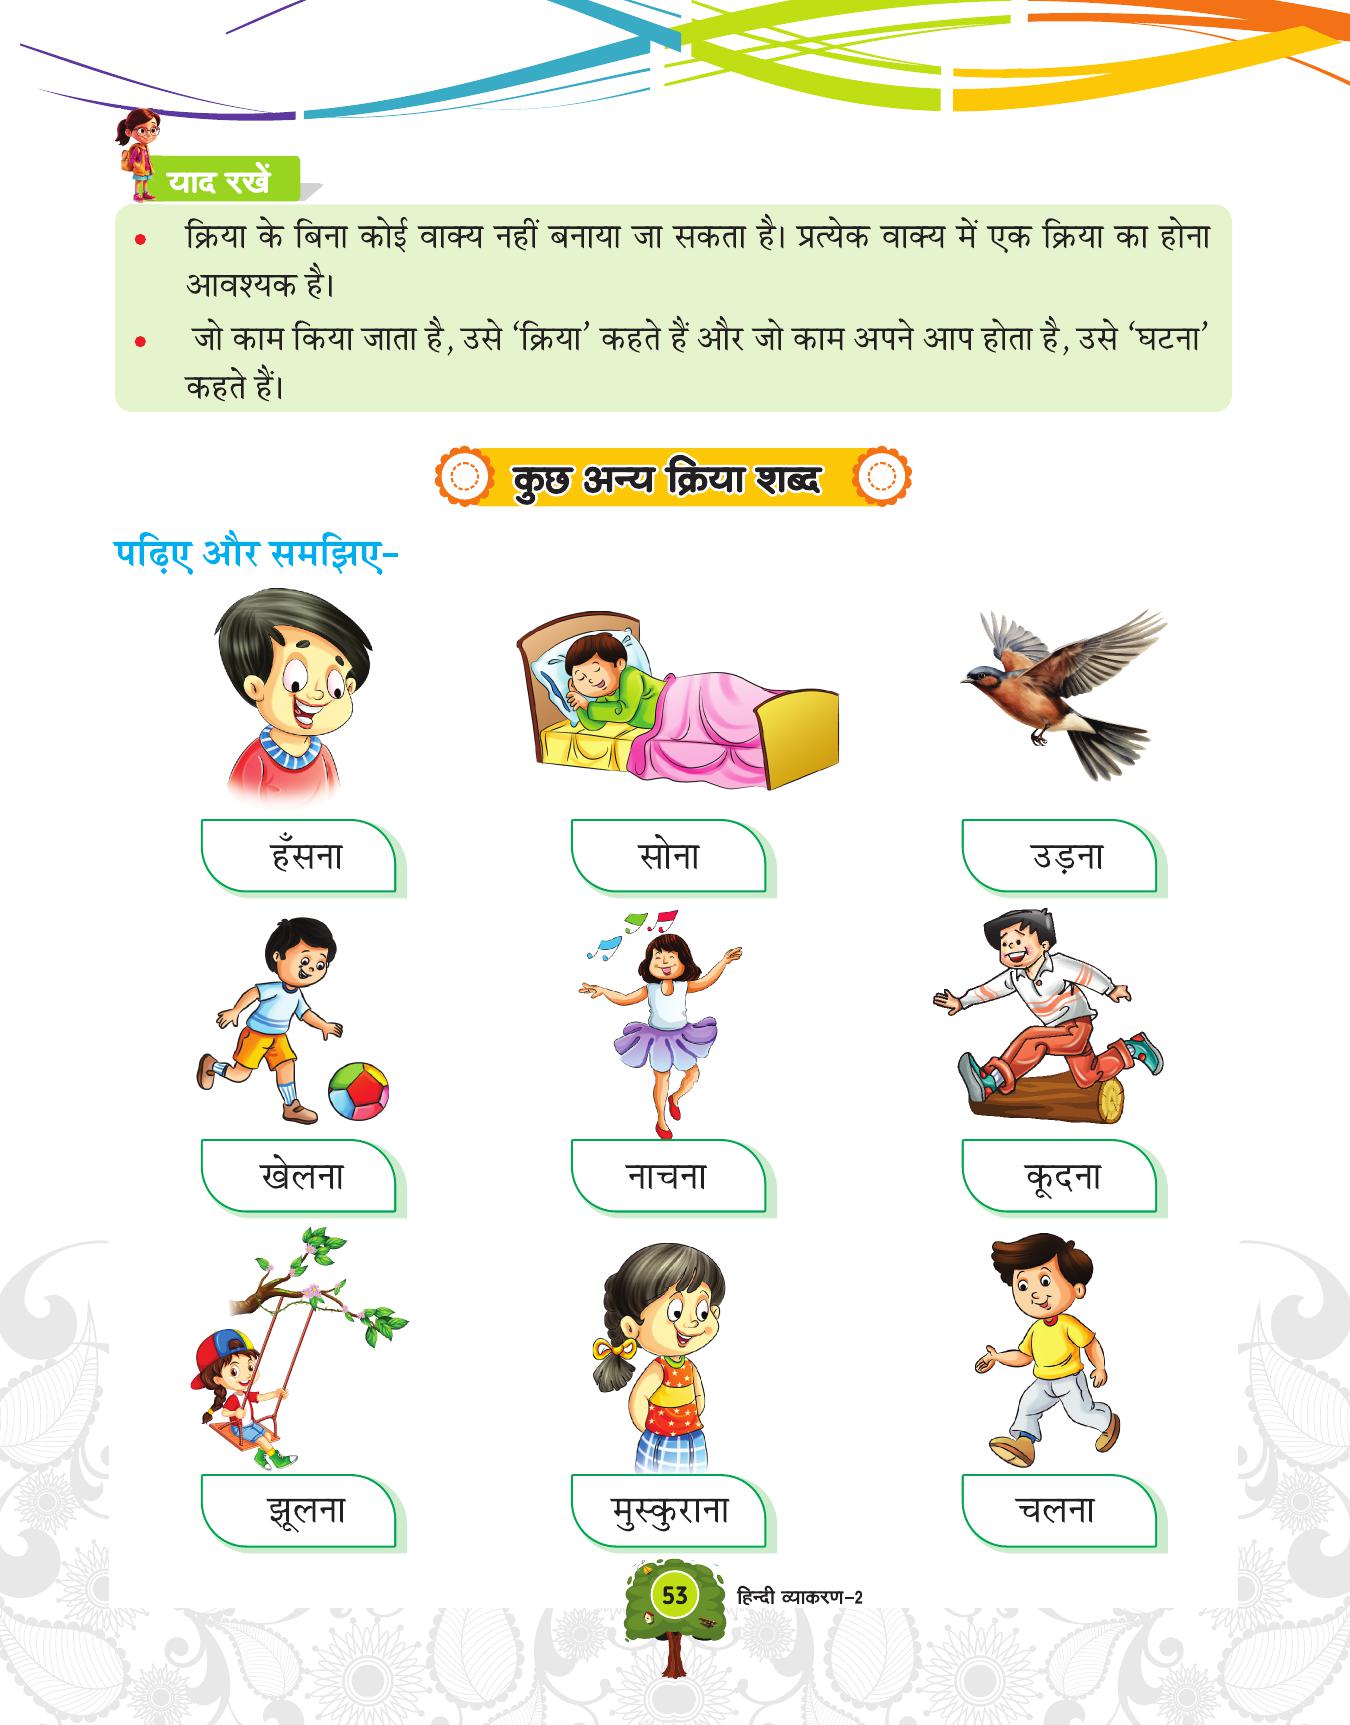 याद रखें
• क्रिया के बिना कोई वाक्य नहीं बनाया जा सकता है। प्रत्येक वाक्य में एक क्रिया का होना
आवश्यक है।
• जो काम किया जाता है, उसे ‘क्रिया’ कहते हैं और जो काम अपने आप होता है, उसे ‘घटना’
कहते हैं।
कुछ अन्य क्रिया शब्द
पढ़िए और समझिए–
हँसना
सोना
उड़ना
खेलना
नाचना
कूदना
झूलना
मुस्कुराना
चलना
53
हिन्दी व्याकरण–2